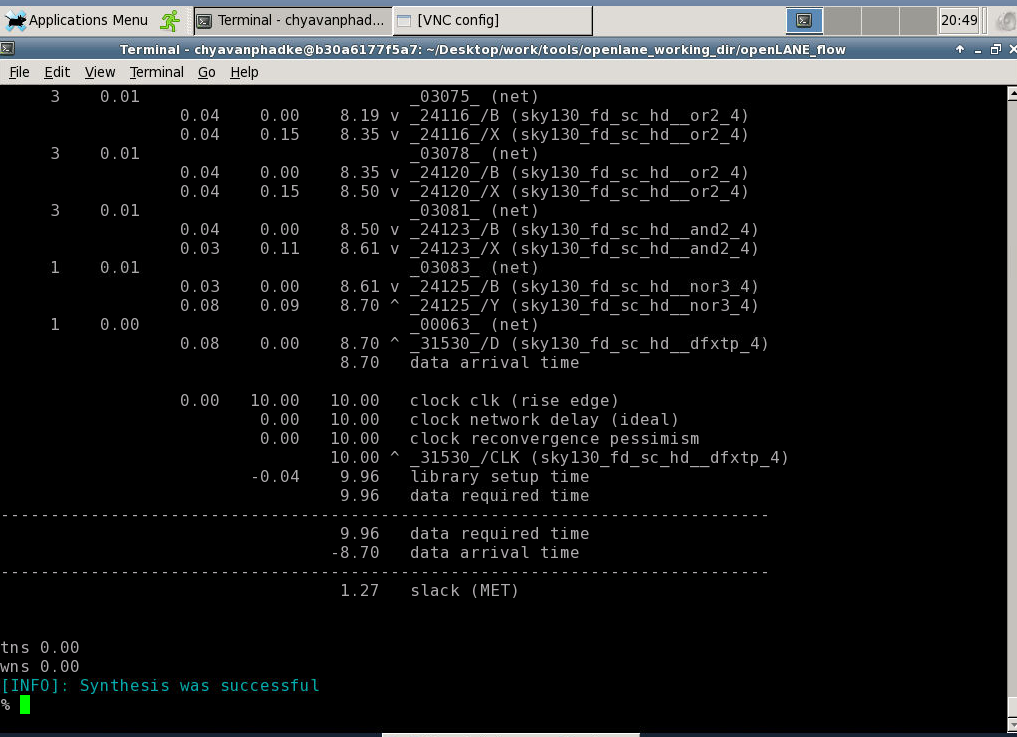 Applications Menu Terminal - chyavanphad... [VNC config] 20:49
Terminal - chyavanphadke@b30a6177f5a7: ~/Desktop/work/tools/openlane_working_dir/openLANE_flow
File Edit View Terminal Go Help
3 0.01 _03075_ (net)
0.04 0.00 8.19 v _24116_/B (sky130_fd_sc_hd__or2_4)
0.04 0.15 8.35 v _24116_/X (sky130_fd_sc_hd__or2_4)
3 0.01 _03078_ (net)
0.04 0.00 8.35 v _24120_/B (sky130_fd_sc_hd__or2_4)
0.04 0.15 8.50 v _24120_/X (sky130_fd_sc_hd__or2_4)
3 0.01 _03081_ (net)
0.04 0.00 8.50 v _24123_/B (sky130_fd_sc_hd__and2_4)
0.03 0.11 8.61 v _24123_/X (sky130_fd_sc_hd__and2_4)
1 0.01 _03083_ (net)
0.03 0.00 8.61 v _24125_/B (sky130_fd_sc_hd__nor3_4)
0.08 0.09 8.70 ^ _24125_/Y (sky130_fd_sc_hd__nor3_4)
1 0.00 _00063_ (net)
0.08 0.00 8.70 ^ _31530_/D (sky130_fd_sc_hd__dfxtp_4)
8.70 data arrival time
0.00 10.00 10.00 clock clk (rise edge)
0.00 10.00 clock network delay (ideal)
0.00 10.00 clock reconvergence pessimism
10.00 ^ _31530_/CLK (sky130_fd_sc_hd__dfxtp_4)
-0.04 9.96 library setup time
9.96 data required time
-----------------------------------------------------------------------------
9.96 data required time
-8.70 data arrival time
-----------------------------------------------------------------------------
1.27 slack (MET)
tns 0.00
wns 0.00
[INFO]: Synthesis was successful
%